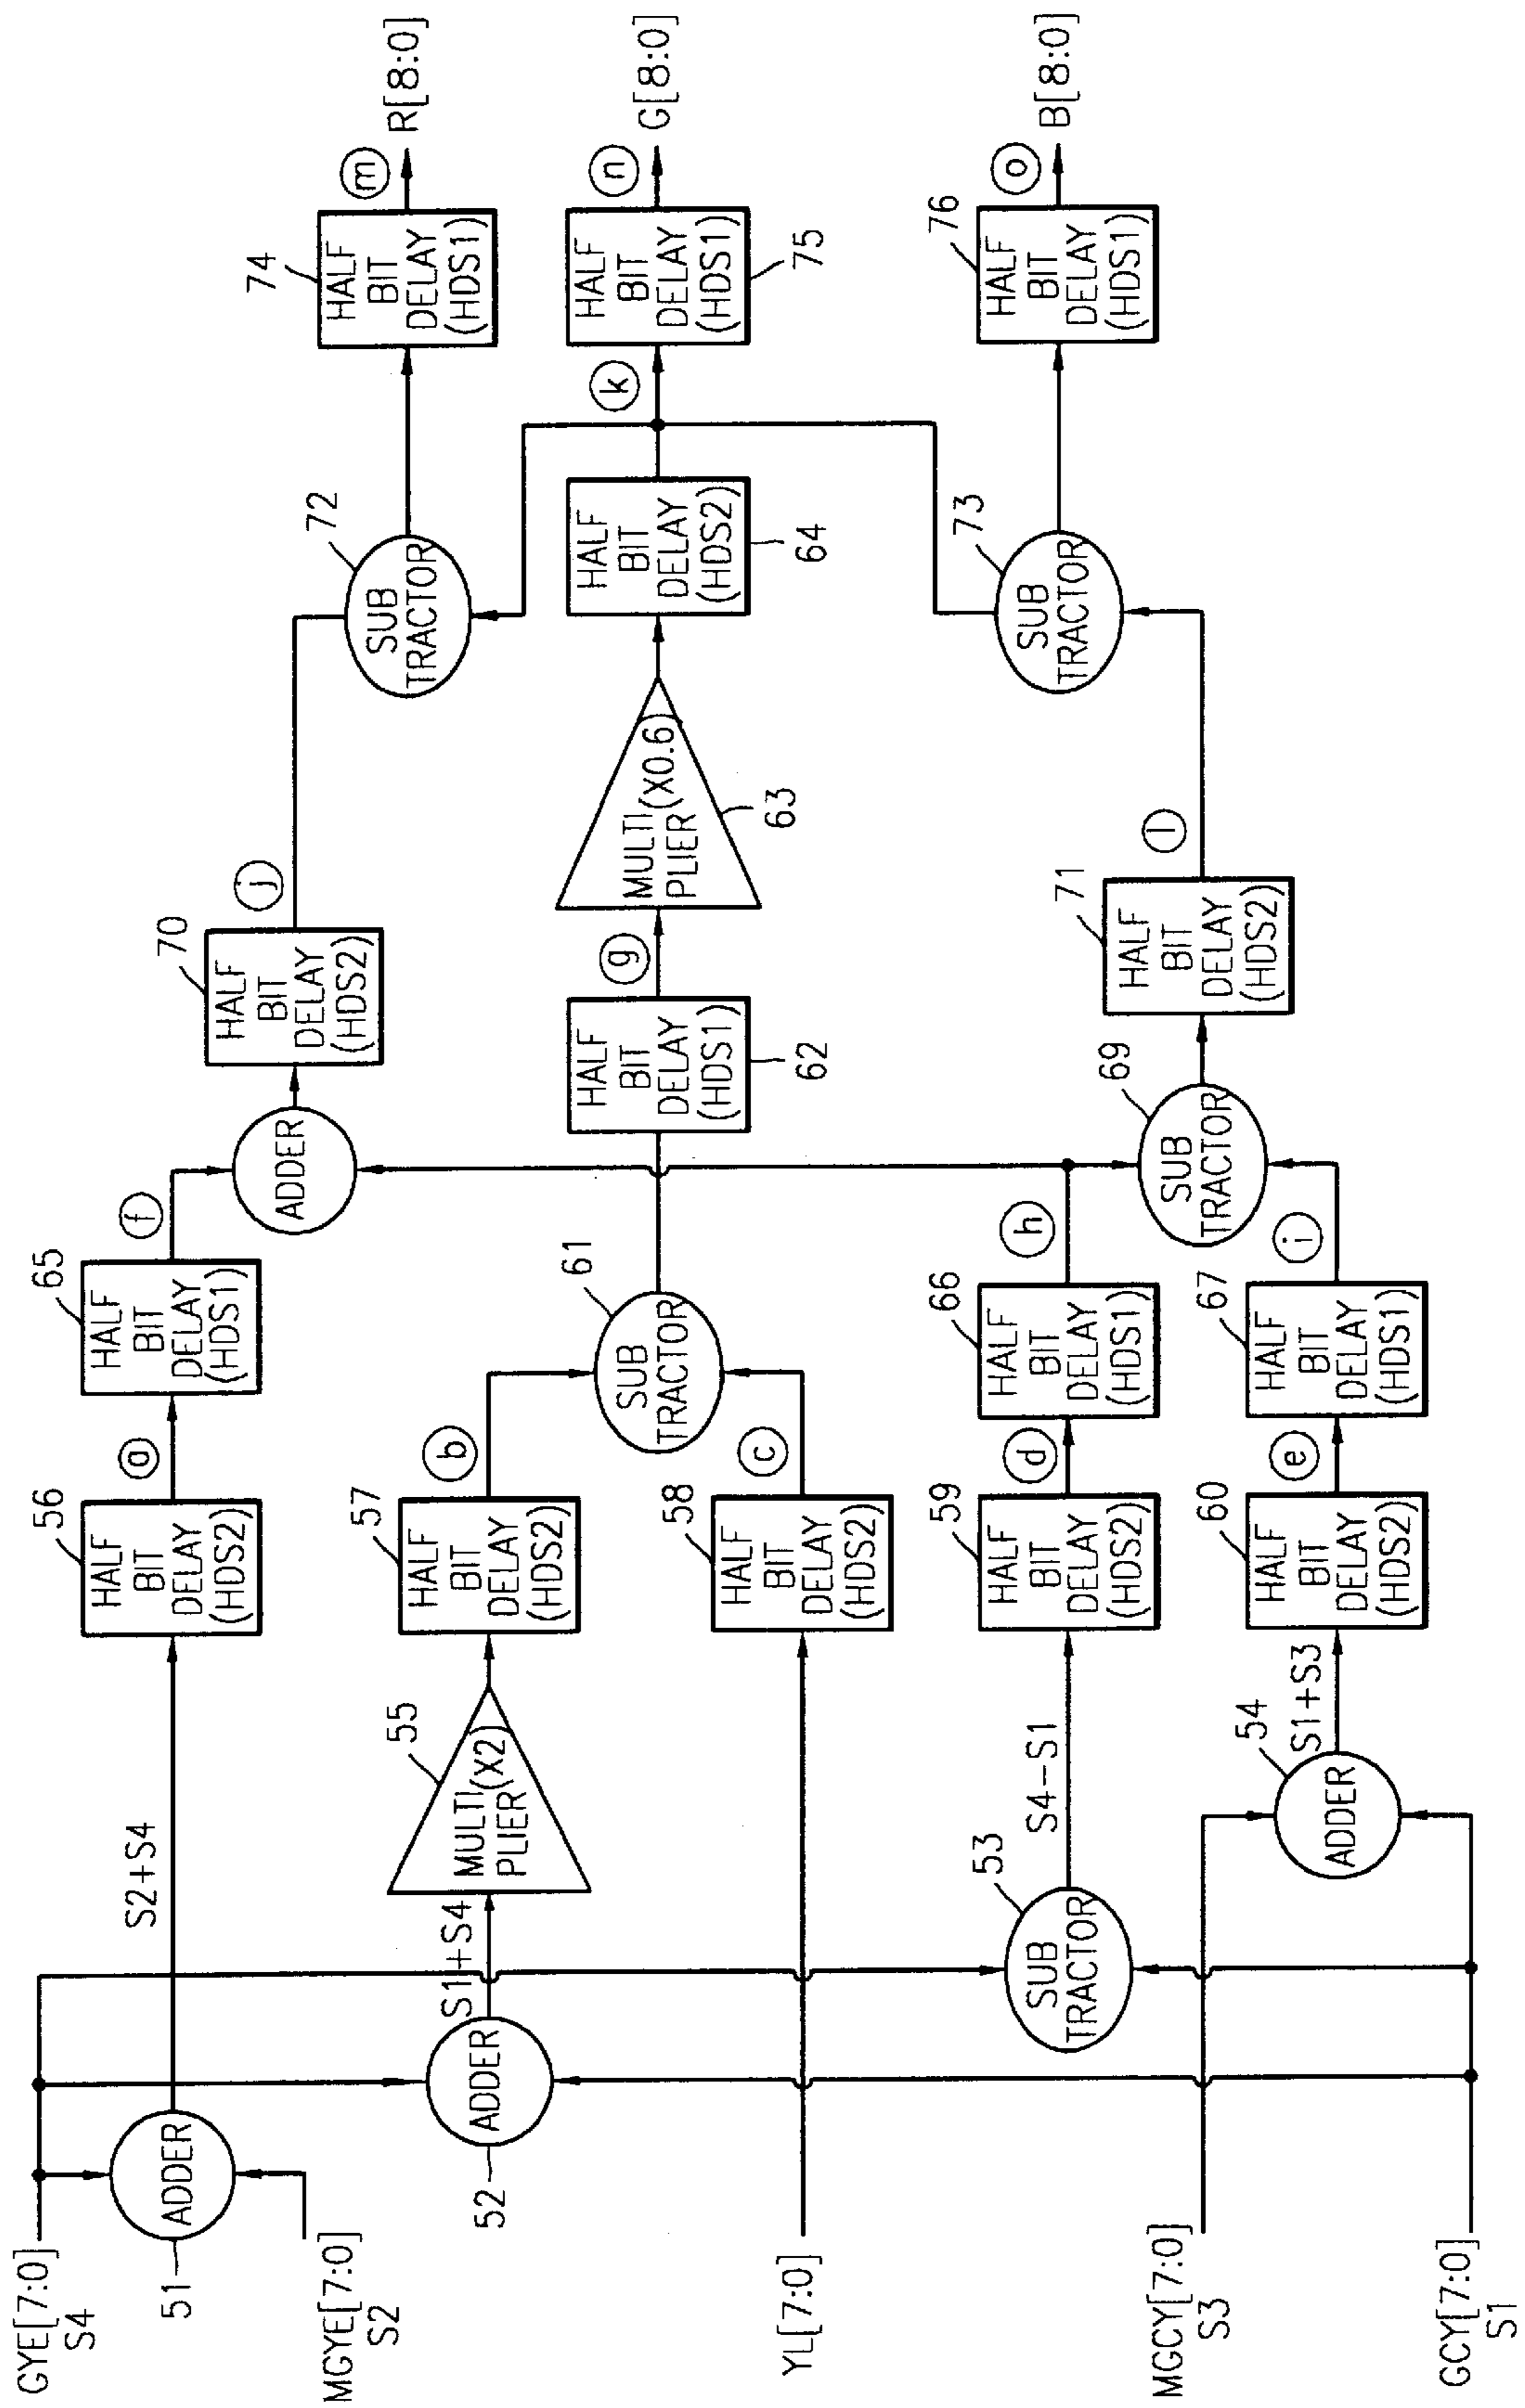 GYE[7:0]
S4
51
ADDER
MGYE[7:0]
S2
S2+S4
56
HALF
BIT
DELAY
(HDS2)
a
65
HALF
BIT
DELAY
(HDS1)
f
ADDER
70
HALF
BIT
DELAY
(HDS2)
j
72
SUB
TRACTOR
74
HALF
BIT
DELAY
(HDS1)
m
R[8:0]
52
ADDER
S1+S4
55
MULTI
PLIER
(X2)
57
HALF
BIT
DELAY
(HDS2)
b
YL[7:0]
58
HALF
BIT
DELAY
(HDS2)
c
61
SUB
TRACTOR
62
HALF
BIT
DELAY
(HDS1)
g
63
MULTI
PLIER
(X0.6)
64
HALF
BIT
DELAY
(HDS2)
k
75
HALF
BIT
DELAY
(HDS1)
n
G[8:0]
53
SUB
TRACTOR
S4-S1
59
HALF
BIT
DELAY
(HDS2)
d
66
HALF
BIT
DELAY
(HDS1)
h
MGCY[7:0]
S3
GCY[7:0]
S1
54
ADDER
S1+S3
60
HALF
BIT
DELAY
(HDS2)
e
67
HALF
BIT
DELAY
(HDS1)
i
69
SUB
TRACTOR
71
HALF
BIT
DELAY
(HDS2)
l
73
SUB
TRACTOR
76
HALF
BIT
DELAY
(HDS1)
o
B[8:0]